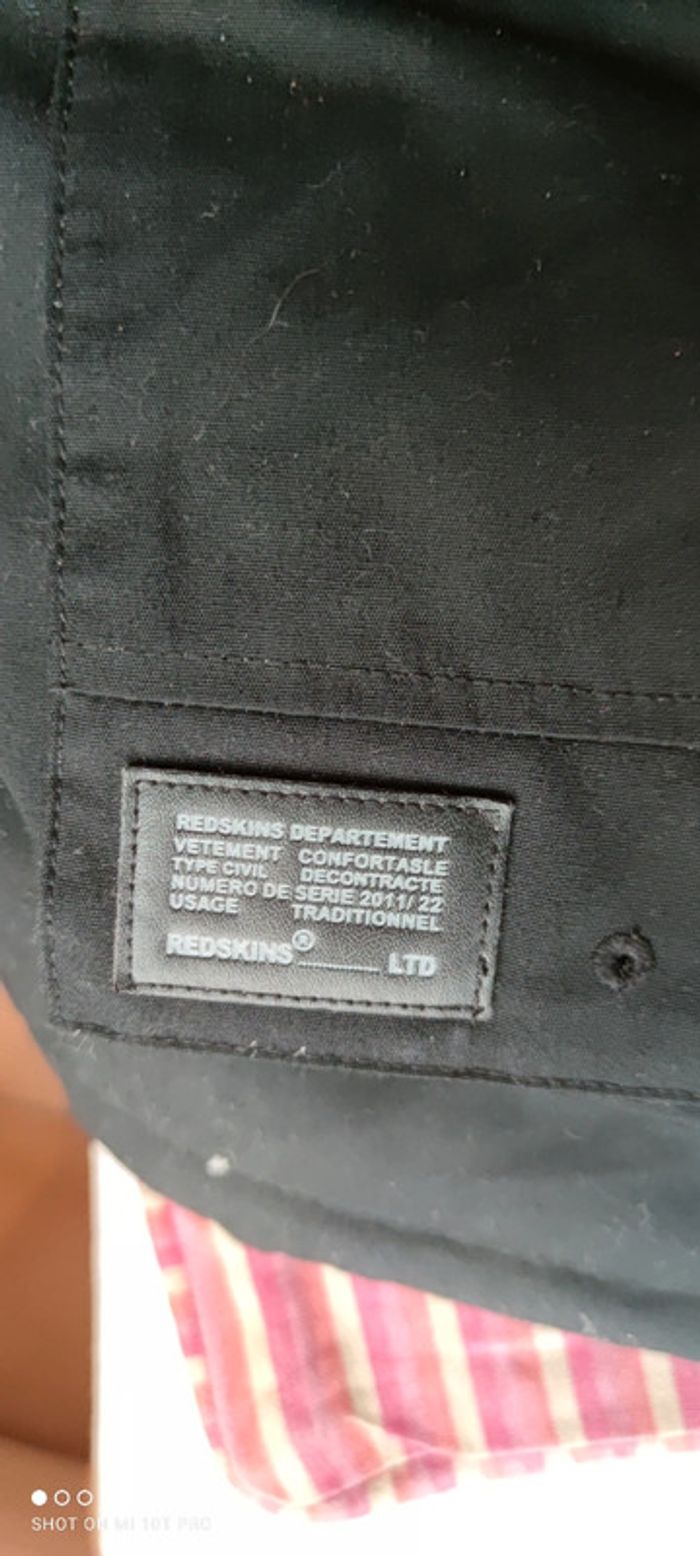 REDSKINS DEPARTEMENT
VETEMENT CONFORTASLE
TYPE CIVIL DECONTRACTE
NUMERO DE SERIE 2011/ 22
USAGE TRADITIONNEL
REDSKINS® LTD
SHOT ON MI 10T PRO